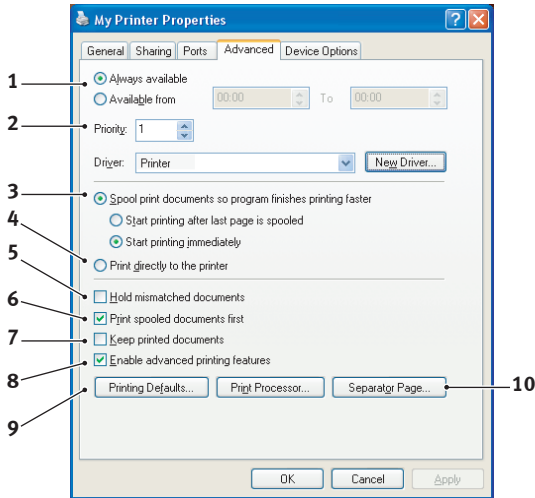 My Printer Properties
General Sharing Ports Advanced Device Options
1 Always available
Available from 00:00 To 00:00
2 Priority: 1
Driver: Printer New Driver...
3 Spool print documents so program finishes printing faster
4 Start printing after last page is spooled
5 Start printing immediately
Print directly to the printer
6 Hold mismatched documents
Print spooled documents first
7 Keep printed documents
8 Enable advanced printing features
9 Printing Defaults... Print Processor... Separator Page... 10
OK Cancel Apply